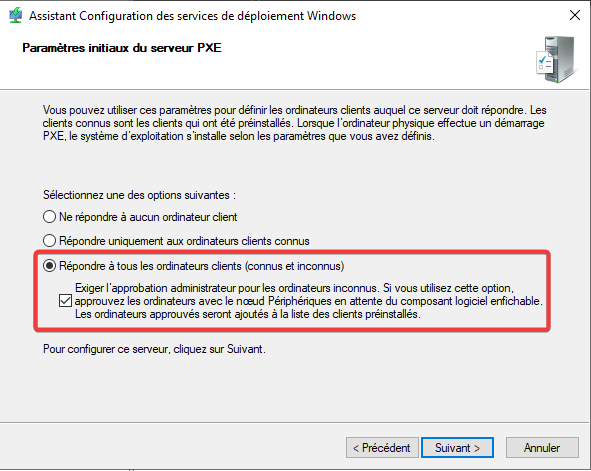 Assistant Configuration des services de déploiement Windows
Paramètres initiaux du serveur PXE
Vous pouvez utiliser ces paramètres pour définir les ordinateurs clients auquel ce serveur doit répondre. Les
clients connus sont les clients qui ont été préinstallés. Lorsque l'ordinateur physique effectue un démarrage
PXE, le système d'exploitation s'installe selon les paramètres que vous avez définis.
Sélectionnez une des options suivantes :
Ne répondre à aucun ordinateur client
Répondre uniquement aux ordinateurs clients connus
Répondre à tous les ordinateurs clients (connus et inconnus)
Exiger l'approbation administrateur pour les ordinateurs inconnus. Si vous utilisez cette option,
approuvez les ordinateurs avec le nœud Périphériques en attente du composant logiciel enfichable.
Les ordinateurs approuvés seront ajoutés à la liste des clients préinstallés.
Pour configurer ce serveur, cliquez sur Suivant.
< Précédent Suivant > Annuler